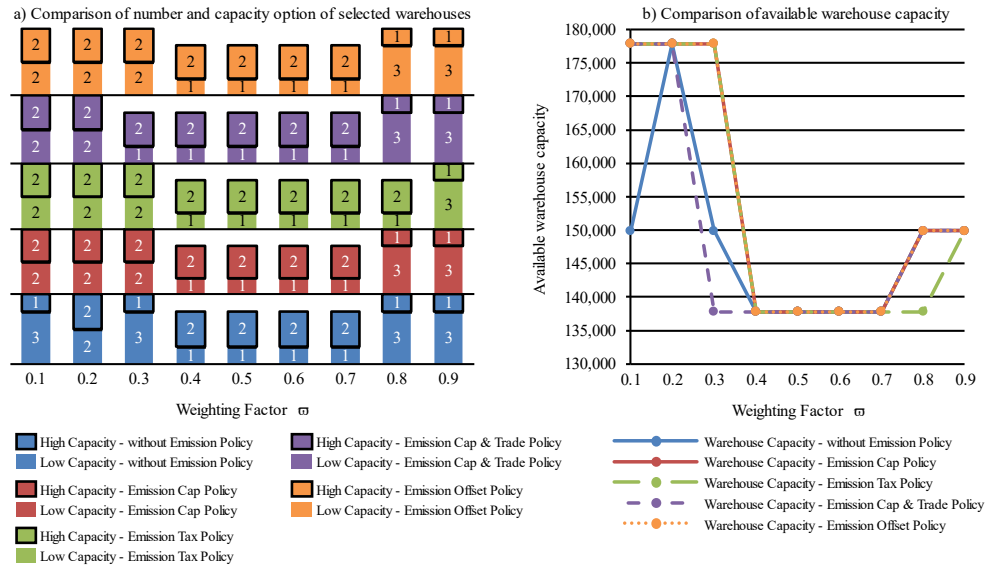 a) Comparison of number and capacity option of selected warehouses
2 2 2 2 2 2 2 1 1
2 2 2 1 1 1 1 3 3
2 2 2 2 2 2 2 1 1
2 2 1 1 1 1 1 3 3
2 2 2 2 2 2 2 2 1
2 2 2 1 1 1 1 1 3
2 2 2 2 2 2 2 1 1
2 2 2 1 1 1 1 3 3
1 2 1 2 2 2 2 1 1
3 2 3 1 1 1 1 3 3
0.1 0.2 0.3 0.4 0.5 0.6 0.7 0.8 0.9
Weighting Factor ϖ
High Capacity - without Emission Policy
Low Capacity - without Emission Policy
High Capacity - Emission Cap Policy
Low Capacity - Emission Cap Policy
High Capacity - Emission Tax Policy
Low Capacity - Emission Tax Policy
High Capacity - Emission Cap & Trade Policy
Low Capacity - Emission Cap & Trade Policy
High Capacity - Emission Offset Policy
Low Capacity - Emission Offset Policy
b) Comparison of available warehouse capacity
Available warehouse capacity
180,000
175,000
170,000
165,000
160,000
155,000
150,000
145,000
140,000
135,000
130,000
0.1 0.2 0.3 0.4 0.5 0.6 0.7 0.8 0.9
Weighting Factor ϖ
Warehouse Capacity - without Emission Policy
Warehouse Capacity - Emission Cap Policy
Warehouse Capacity - Emission Tax Policy
Warehouse Capacity - Emission Cap & Trade Policy
Warehouse Capacity - Emission Offset Policy